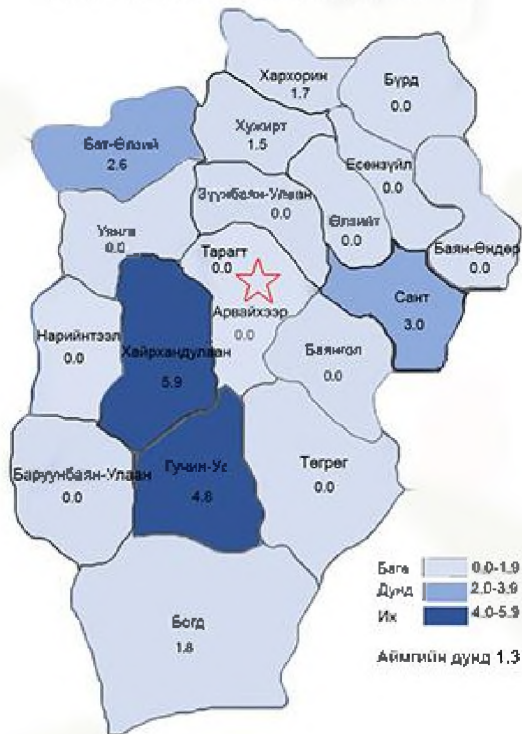 Хархорин
1.7
Бүрд
0.0
Хужирт
1.5
Бат-Өлзий
2.6
Есөнзүйл
0.0
Зүүнбаян-Улаан
0.0
Өлзийт
0.0
Уянга
0.0
Баян-Өндөр
0.0
Тарагт
0.0
Сант
3.0
Арвайхээр
0.0
Нарийнтээл
0.0
Хайрхандулаан
5.9
Баянгол
0.0
Баруунбаян-Улаан
0.0
Гучин-Ус
4.8
Төгрөг
0.0
Богд
1.8
Бага 0.0-1.9
Дунд 2.0-3.9
Их 4.0-5.9
Аймгийн дунд 1.3